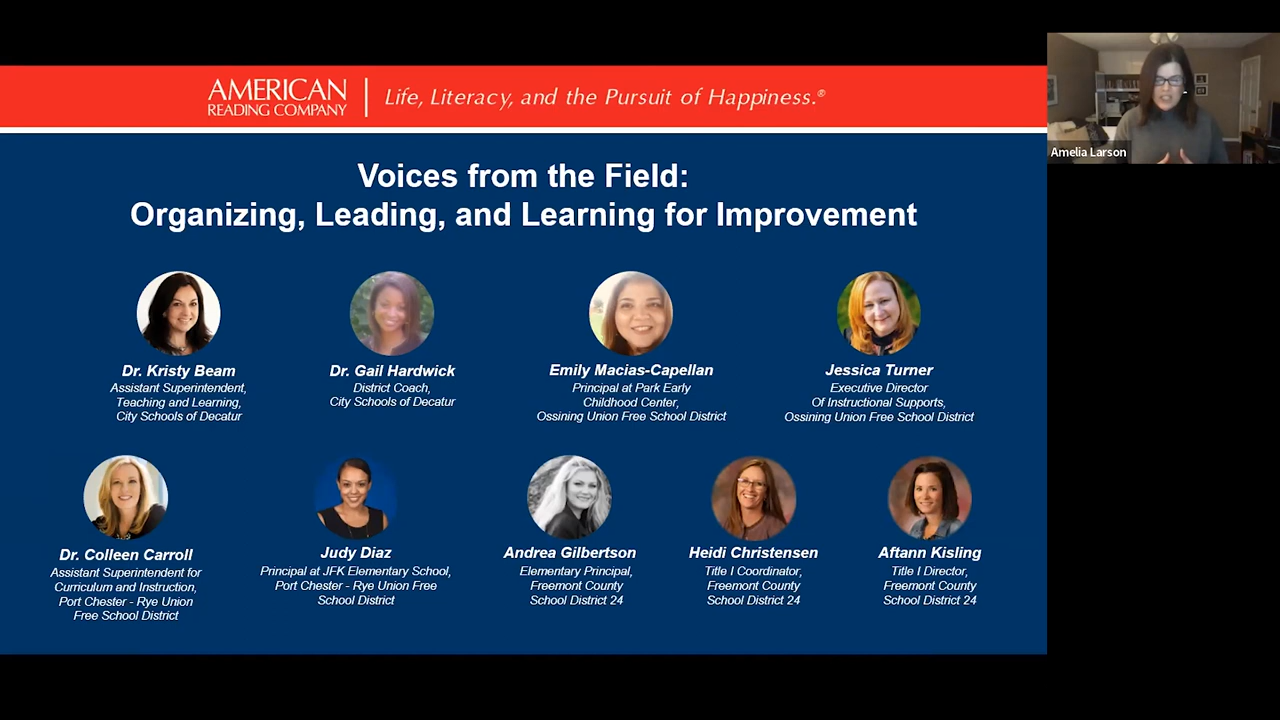 AMERICAN
READING COMPANY
Life, Literacy, and the Pursuit of Happiness.®
Amelia Larson
Voices from the Field:
Organizing, Leading, and Learning for Improvement
Dr. Kristy Beam
Assistant Superintendent,
Teaching and Learning,
City Schools of Decatur
Dr. Gail Hardwick
District Coach,
City Schools of Decatur
Emily Macias-Capellan
Principal at Park Early
Childhood Center,
Ossining Union Free School District
Jessica Turner
Executive Director
Of Instructional Supports,
Ossining Union Free School District
Dr. Colleen Carroll
Assistant Superintendent for
Curriculum and Instruction,
Port Chester - Rye Union
Free School District
Judy Diaz
Principal at JFK Elementary School,
Port Chester - Rye Union Free
School District
Andrea Gilbertson
Elementary Principal,
Freemont County
School District 24
Heidi Christensen
Title I Coordinator,
Freemont County
School District 24
Aftann Kisling
Title I Director,
Freemont County
School District 24